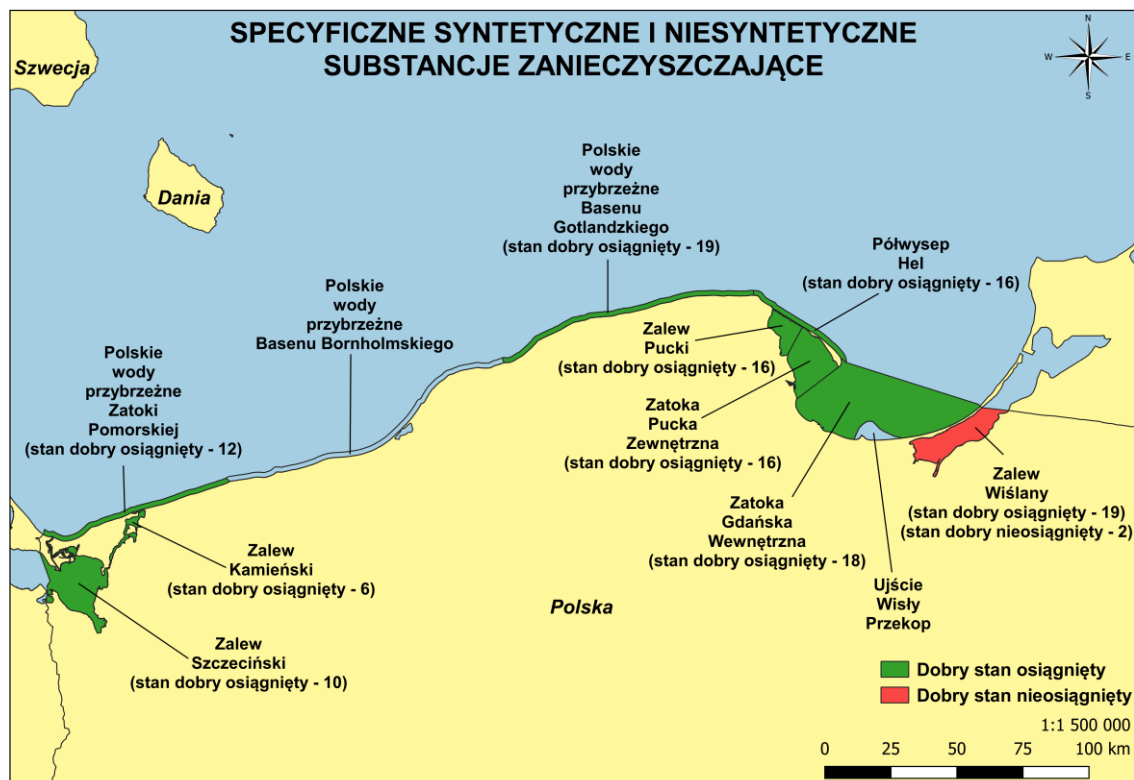 SPECYFICZNE SYNTETYCZNE I NIESYNTETYCZNE
SUBSTANCJE ZANIECZYSZCZAJĄCE
N
W
E
S
Szwecja
Dania
Polskie
wody
przybrzeżne
Basenu
Gotlandzkiego
(stan dobry osiągnięty - 19)
Półwysep
Hel
(stan dobry osiągnięty - 16)
Polskie
wody
przybrzeżne
Basenu Bornholmskiego
Zalew
Pucki
(stan dobry osiągnięty - 16)
Polskie
wody
przybrzeżne
Zatoki
Pomorskiej
(stan dobry osiągnięty - 12)
Zatoka
Pucka
Zewnętrzna
(stan dobry osiągnięty - 16)
Zalew
Wiślany
(stan dobry osiągnięty - 19)
(stan dobry nieosiągnięty - 2)
Zatoka
Gdańska
Wewnętrzna
(stan dobry osiągnięty - 18)
Zalew
Kamieński
(stan dobry osiągnięty - 6)
Ujście
Wisły
Przekop
Polska
Zalew
Szczeciński
(stan dobry osiągnięty - 10)
Dobry stan osiągnięty
Dobry stan nieosiągnięty
1:1 500 000
0 25 50 75 100 km